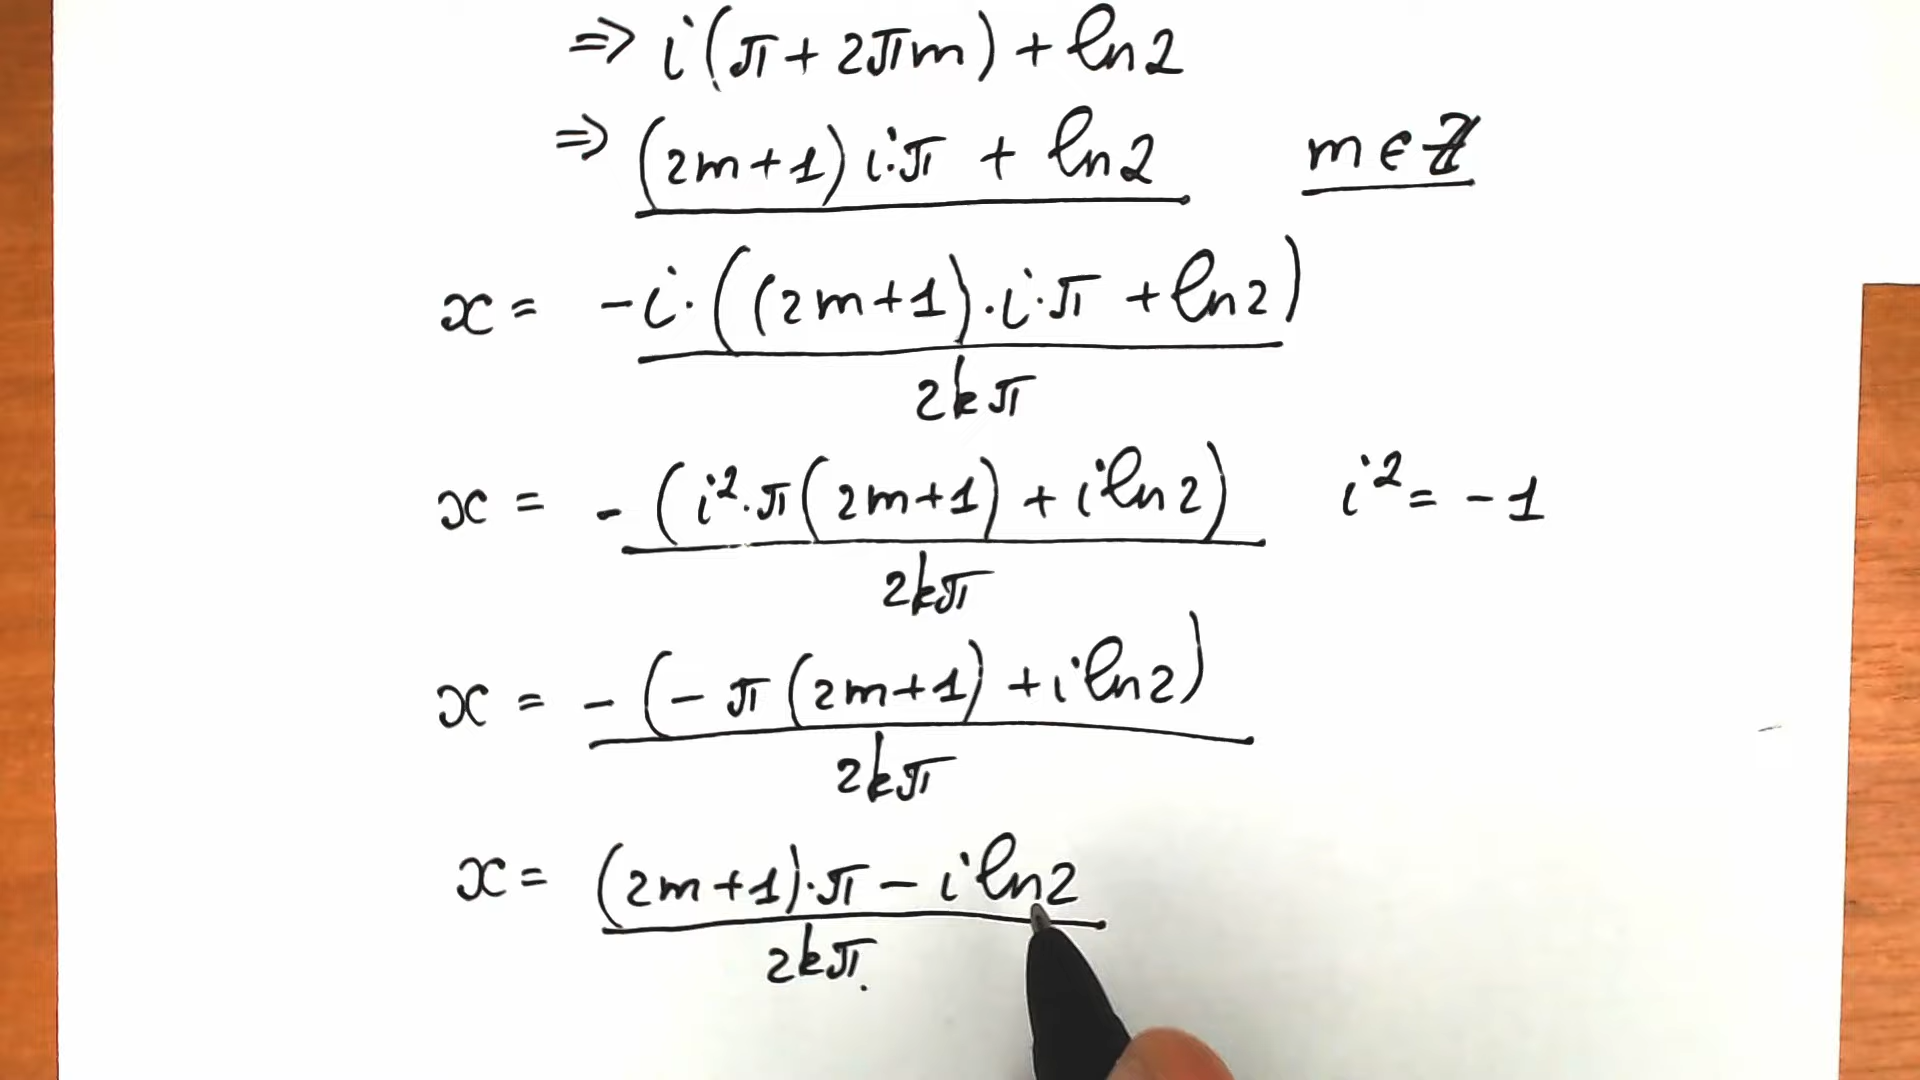 ⇒ i(π + 2πm) + ln2
⇒ (2m+1) i·π + ln2 m ∈ ℤ
x = -i·((2m+1)·i·π + ln2)
2kπ
x = -(i²·π(2m+1) + i ln2) i² = -1
2kπ
x = -(-π(2m+1) + i ln2)
2kπ
x = (2m+1)·π - i ln2
2kπ.